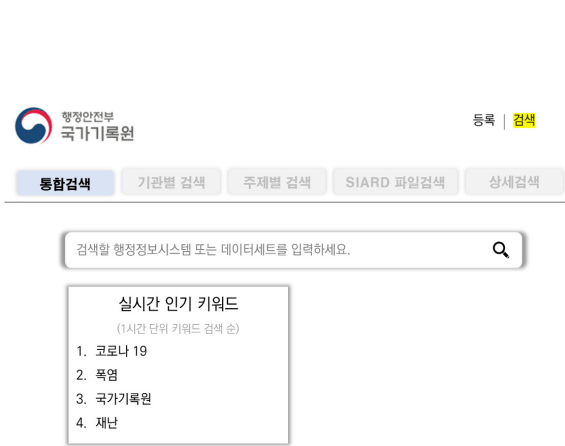 행정안전부
국가기록원
등록 | 검색
통합검색 기관별 검색 주제별 검색 SIARD 파일검색 상세검색
검색할 행정정보시스템 또는 데이터세트를 입력하세요.
실시간 인기 키워드
(1시간 단위 키워드 검색 순)
1. 코로나 19
2. 폭염
3. 국가기록원
4. 재난